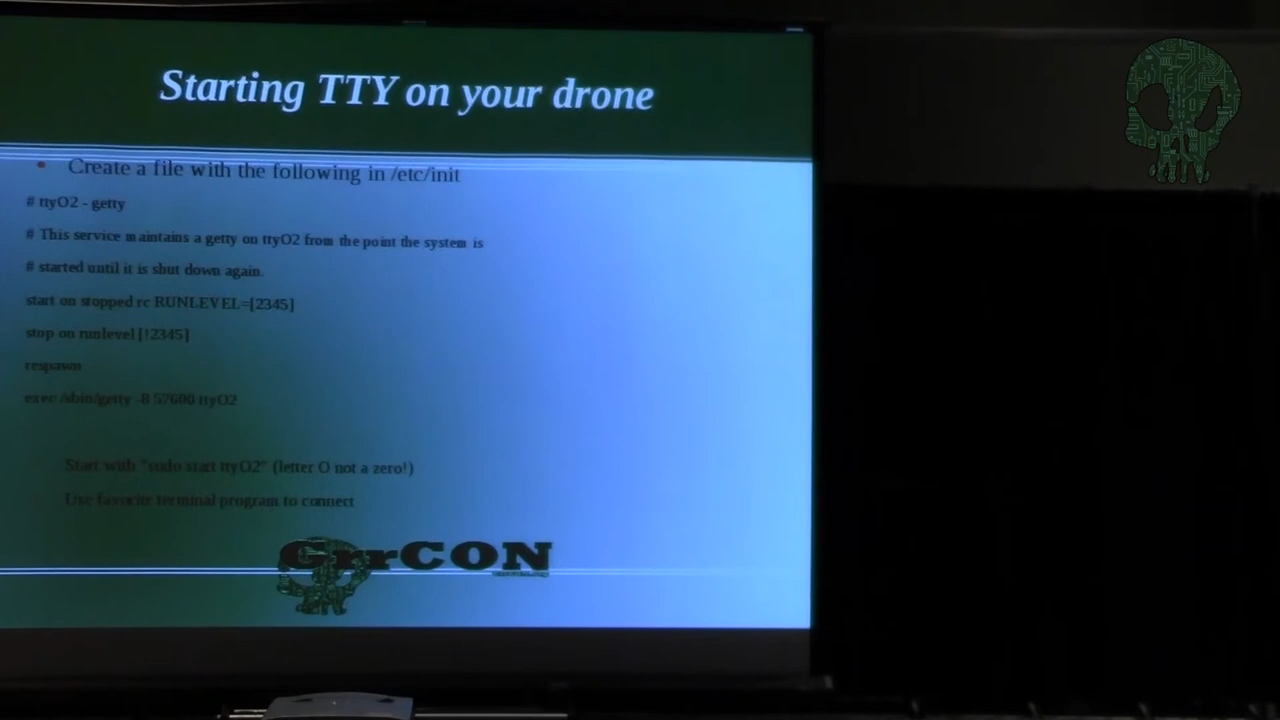 Starting TTY on your drone
Create a file with the following in /etc/init
# ttyO2 - getty
# This service maintains a getty on ttyO2 from the point the system is
# started until it is shut down again.
start on stopped rc RUNLEVEL=[2345]
stop on runlevel [!2345]
respawn
exec /sbin/getty -8 57600 ttyO2
Start with "sudo start ttyO2" (letter O not a zero!)
Use favorite terminal program to connect
GrrCON